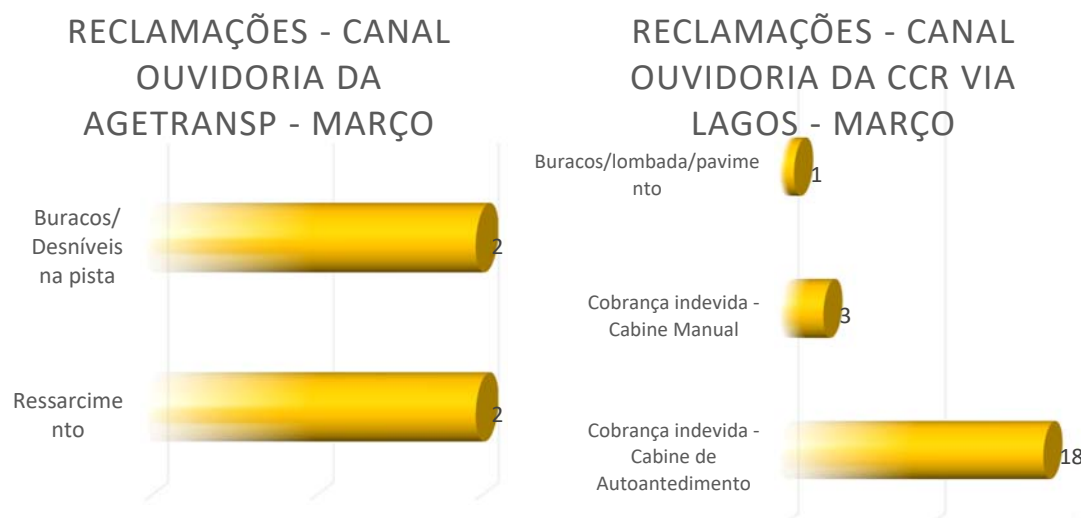 RECLAMAÇÕES - CANAL
OUVIDORIA DA
AGETRANSP - MARÇO
Buracos/
Desníveis
na pista
2
Ressarcime
nto
2
RECLAMAÇÕES - CANAL
OUVIDORIA DA CCR VIA
LAGOS - MARÇO
Buracos/lombada/pavime
nto
1
Cobrança indevida -
Cabine Manual
3
Cobrança indevida -
Cabine de
Autoantedimento
18